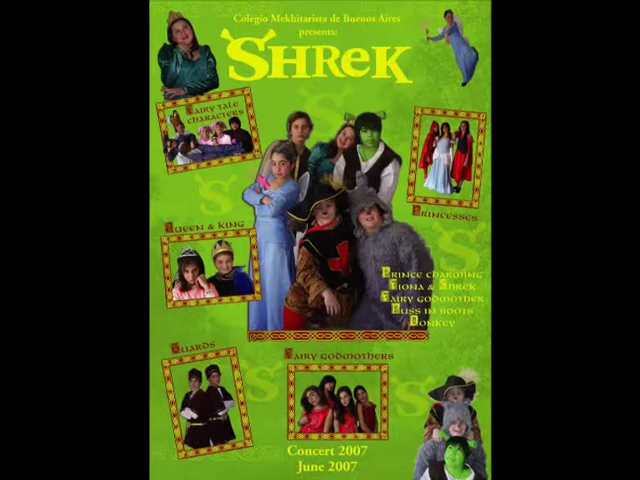 Colegio Mekhitarista de Buenos Aires
presents:
SHReK
Fairy tale
characters
Princesses
Queen & King
Prince charming
Fiona & Shrek
Fairy godmother
Puss in boots
Donkey
Guards
Fairy godmothers
Concert 2007
June 2007